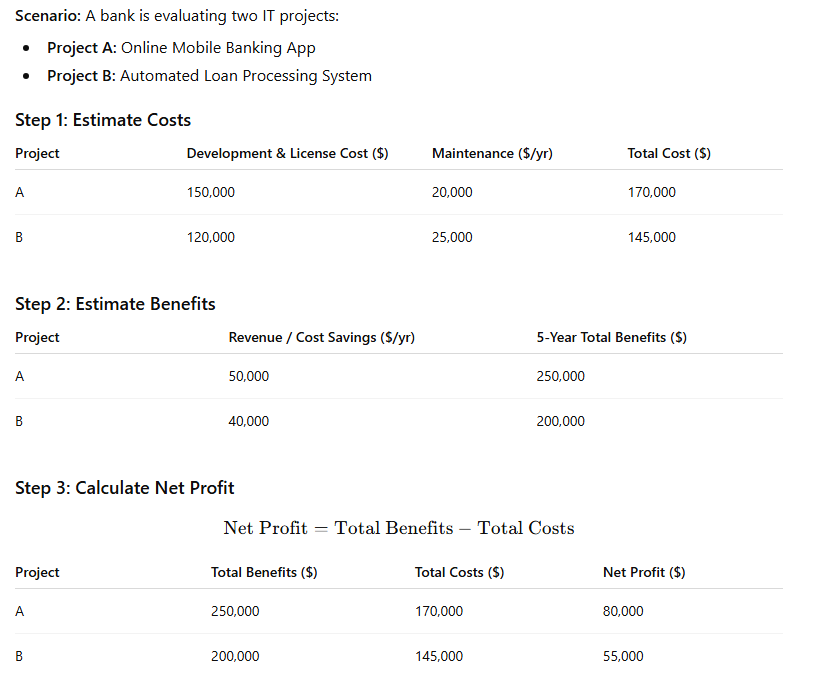 Scenario: A bank is evaluating two IT projects:
• Project A: Online Mobile Banking App
• Project B: Automated Loan Processing System
Step 1: Estimate Costs
Project Development & License Cost ($) Maintenance ($/yr) Total Cost ($)
A 150,000 20,000 170,000
B 120,000 25,000 145,000
Step 2: Estimate Benefits
Project Revenue / Cost Savings ($/yr) 5-Year Total Benefits ($)
A 50,000 250,000
B 40,000 200,000
Step 3: Calculate Net Profit
Net Profit = Total Benefits − Total Costs
Project Total Benefits ($) Total Costs ($) Net Profit ($)
A 250,000 170,000 80,000
B 200,000 145,000 55,000